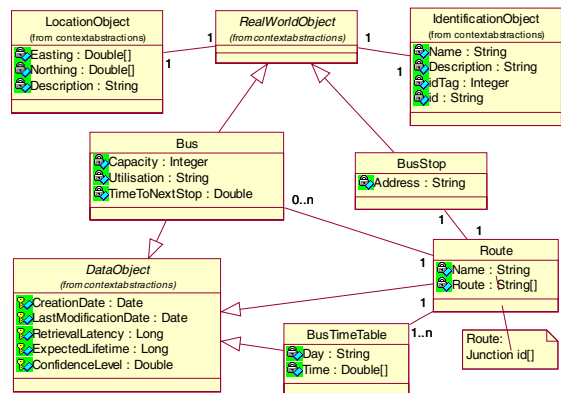 LocationObject
(from contextabstractions)
Easting : Double[]
Northing : Double[]
Description : String
1
1
RealWorldObject
(from contextabstractions)
1
1
IdentificationObject
(from contextabstractions)
Name : String
Description : String
idTag : Integer
id : String
Bus
Capacity : Integer
Utilisation : String
TimeToNextStop : Double
0..n
BusStop
Address : String
1
1
1
Route
Name : String
Route : String[]
1
1..n
Route:
Junction id[]
DataObject
(from contextabstractions)
CreationDate : Date
LastModificationDate : Date
RetrievalLatency : Long
ExpectedLifetime : Long
ConfidenceLevel : Double
BusTimeTable
Day : String
Time : Double[]